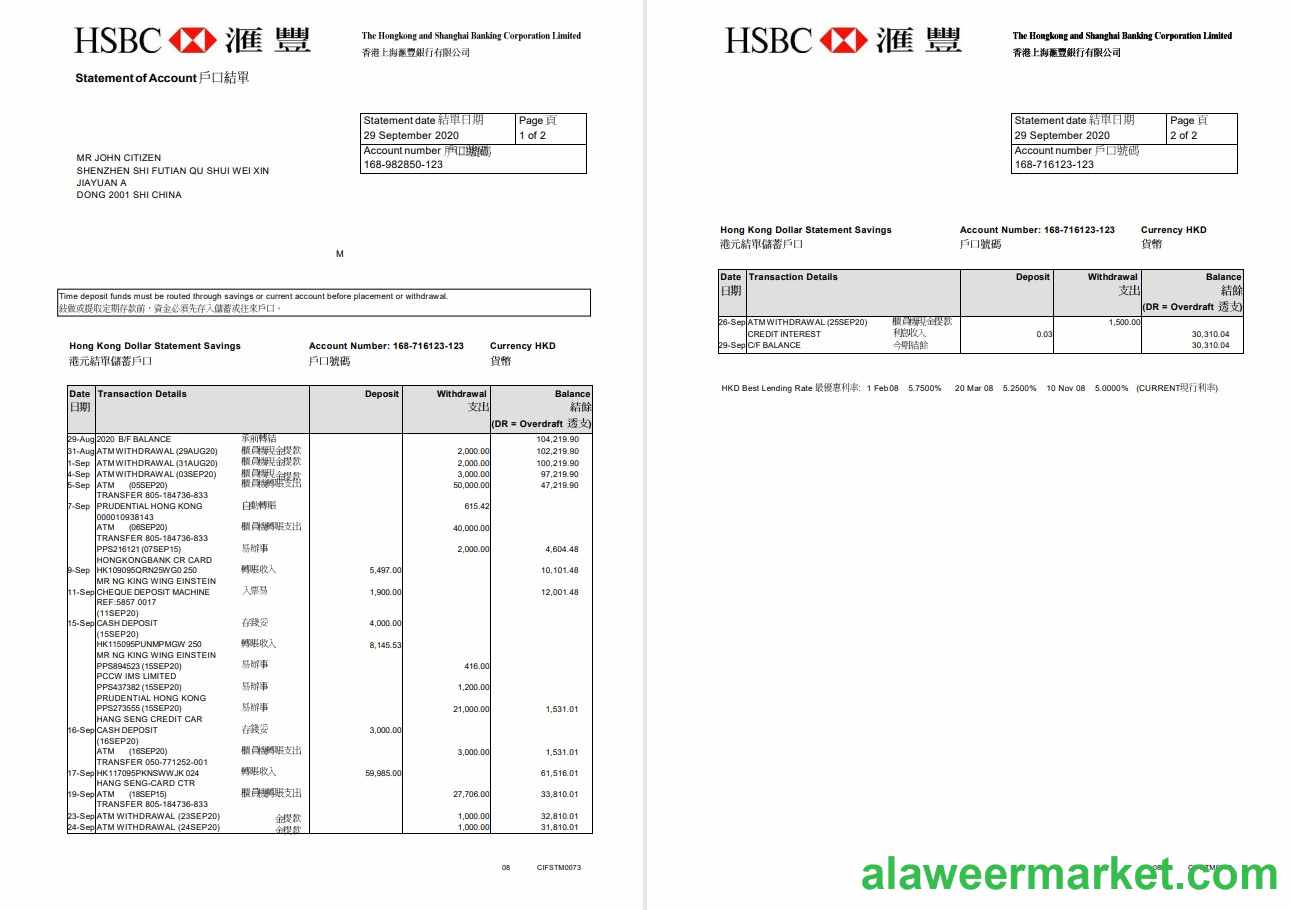 HSBC 滙豐
The Hongkong and Shanghai Banking Corporation Limited
香港上海滙豐銀行有限公司
Statement of Account 戶口結單
Statement date 結單日期 Page 頁
29 September 2020 1 of 2
Account number 戶口號碼
168-982850-123
MR JOHN CITIZEN
SHENZHEN SHI FUTIAN QU SHUI WEI XIN
JIAYUAN A
DONG 2001 SHI CHINA
M
Time deposit funds must be routed through savings or current account before placement or withdrawal.
敍做或提取定期存款前，資金必須先存入儲蓄或往來戶口。
Hong Kong Dollar Statement Savings Account Number: 168-716123-123 Currency HKD
港元結單儲蓄戶口 戶口號碼 貨幣
Date Transaction Details Deposit Withdrawal Balance
日期 支出 結餘
(DR = Overdraft 透支)
29-Aug 2020 B/F BALANCE 承前轉結 104,219.90
31-Aug ATM WITHDRAWAL (29AUG20) 櫃員機現金提款 2,000.00 102,219.90
1-Sep ATM WITHDRAWAL (31AUG20) 櫃員機現金提款 2,000.00 100,219.90
4-Sep ATM WITHDRAWAL (03SEP20) 櫃員機現金提款 3,000.00 97,219.90
5-Sep ATM (05SEP20) 櫃員機轉賬支出 50,000.00 47,219.90
TRANSFER 805-184736-833
7-Sep PRUDENTIAL HONG KONG 自動轉賬 615.42
000010938143
ATM (06SEP20) 櫃員機轉賬支出 40,000.00
TRANSFER 805-184736-833
PPS216121 (07SEP15) 易辦事 2,000.00 4,604.48
HONGKONGBANK CR CARD
9-Sep HK109095QRN25WG0 250 轉賬收入 5,497.00 10,101.48
MR NG KING WING EINSTEIN
11-Sep CHEQUE DEPOSIT MACHINE 入票易 1,900.00 12,001.48
REF:5857 0017
(11SEP20)
15-Sep CASH DEPOSIT 存錢妥 4,000.00
(15SEP20)
HK115095PUNMPMGW 250 轉賬收入 8,145.53
MR NG KING WING EINSTEIN
PPS894523 (15SEP20) 易辦事 416.00
PCCW IMS LIMITED
PPS437382 (15SEP20) 易辦事 1,200.00
PRUDENTIAL HONG KONG
PPS273555 (15SEP20) 易辦事 21,000.00 1,531.01
HANG SENG CREDIT CAR
16-Sep CASH DEPOSIT 存錢妥 3,000.00
(16SEP20)
ATM (16SEP20) 櫃員機轉賬支出 3,000.00 1,531.01
TRANSFER 050-771252-001
17-Sep HK117095PKNSWWJK 024 轉賬收入 59,985.00 61,516.01
HANG SENG-CARD CTR
19-Sep ATM (18SEP15) 櫃員機轉賬支出 27,706.00 33,810.01
TRANSFER 805-184736-833
23-Sep ATM WITHDRAWAL (23SEP20) 金提款 1,000.00 32,810.01
24-Sep ATM WITHDRAWAL (24SEP20) 金提款 1,000.00 31,810.01
08 CIFSTM0073
HSBC 滙豐
The Hongkong and Shanghai Banking Corporation Limited
香港上海滙豐銀行有限公司
Statement date 結單日期 Page 頁
29 September 2020 2 of 2
Account number 戶口號碼
168-716123-123
Hong Kong Dollar Statement Savings Account Number: 168-716123-123 Currency HKD
港元結單儲蓄戶口 戶口號碼 貨幣
Date Transaction Details Deposit Withdrawal Balance
日期 支出 結餘
(DR = Overdraft 透支)
26-Sep ATM WITHDRAWAL (25SEP20) 櫃員機現金提款 1,500.00
CREDIT INTEREST 利息收入 0.03 30,310.04
29-Sep C/F BALANCE 今期結餘 30,310.04
HKD Best Lending Rate 最優惠利率: 1 Feb 08 5.7500% 20 Mar 08 5.2500% 10 Nov 08 5.0000% (CURRENT現行利率)
alaweermarket.com